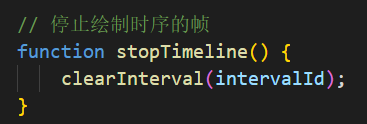 // 停止绘制时序的帧
function stopTimeline() {
    clearInterval(intervalId);
}